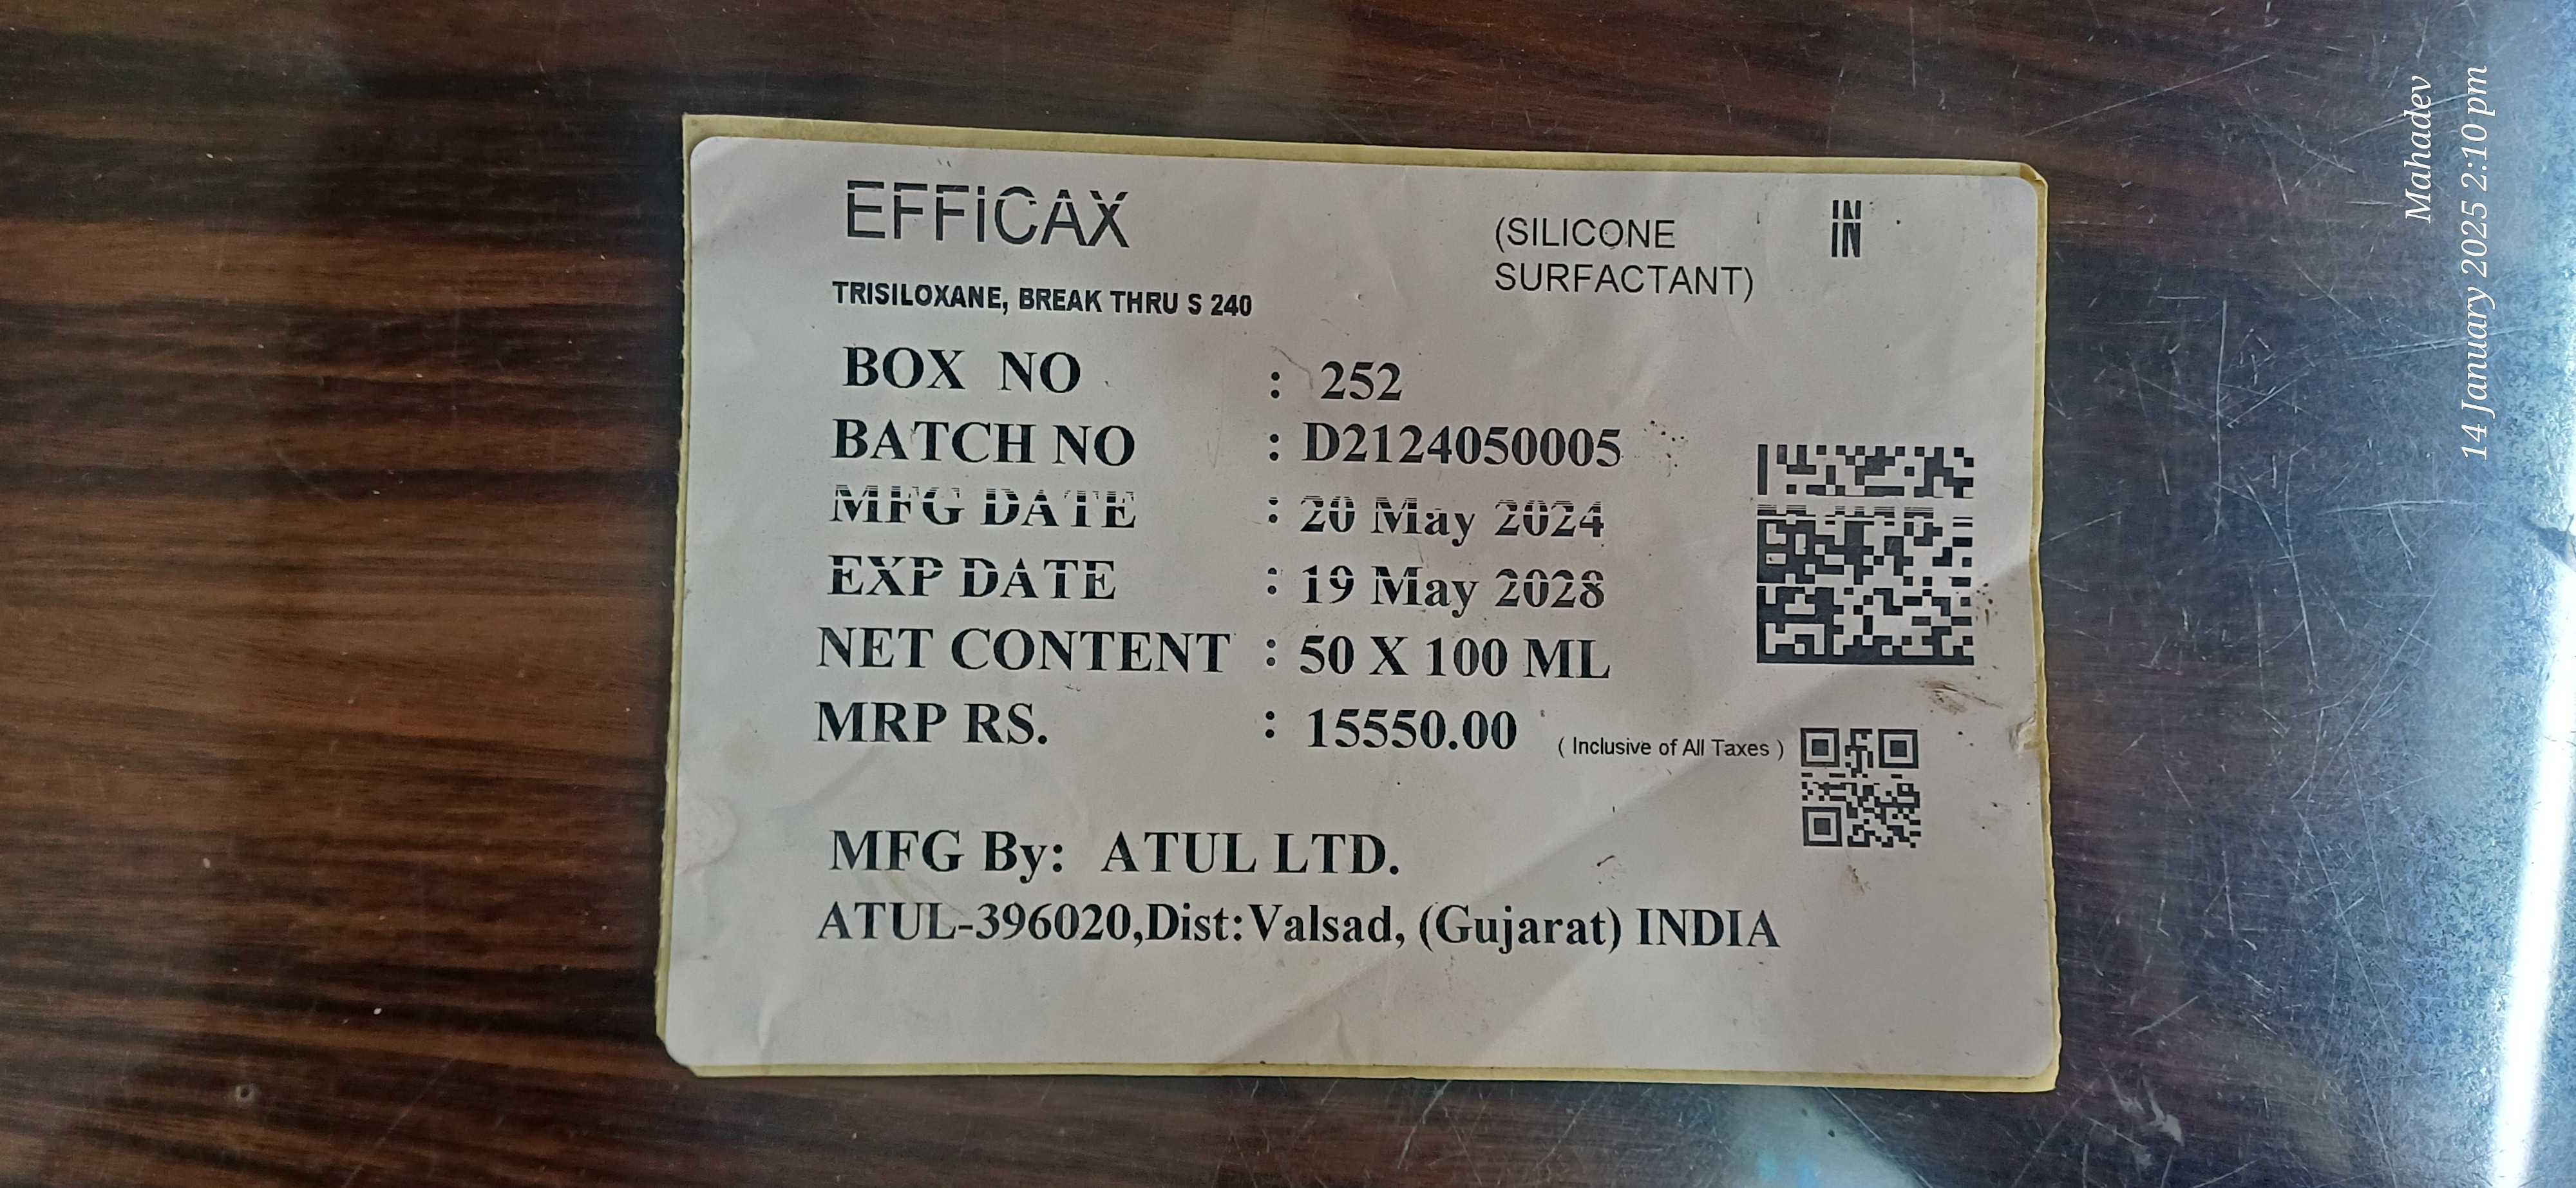 EFFiCAX
(SILICONE
SURFACTANT)
IN
TRISILOXANE, BREAK THRU S 240
BOX NO : 252
BATCH NO : D2124050005
MFG DATE : 20 May 2024
EXP DATE : 19 May 2028
NET CONTENT : 50 X 100 ML
MRP RS. : 15550.00 ( Inclusive of All Taxes )
MFG By: ATUL LTD.
ATUL-396020,Dist:Valsad, (Gujarat) INDIA
Mahadev
14 January 2025 2:10 pm